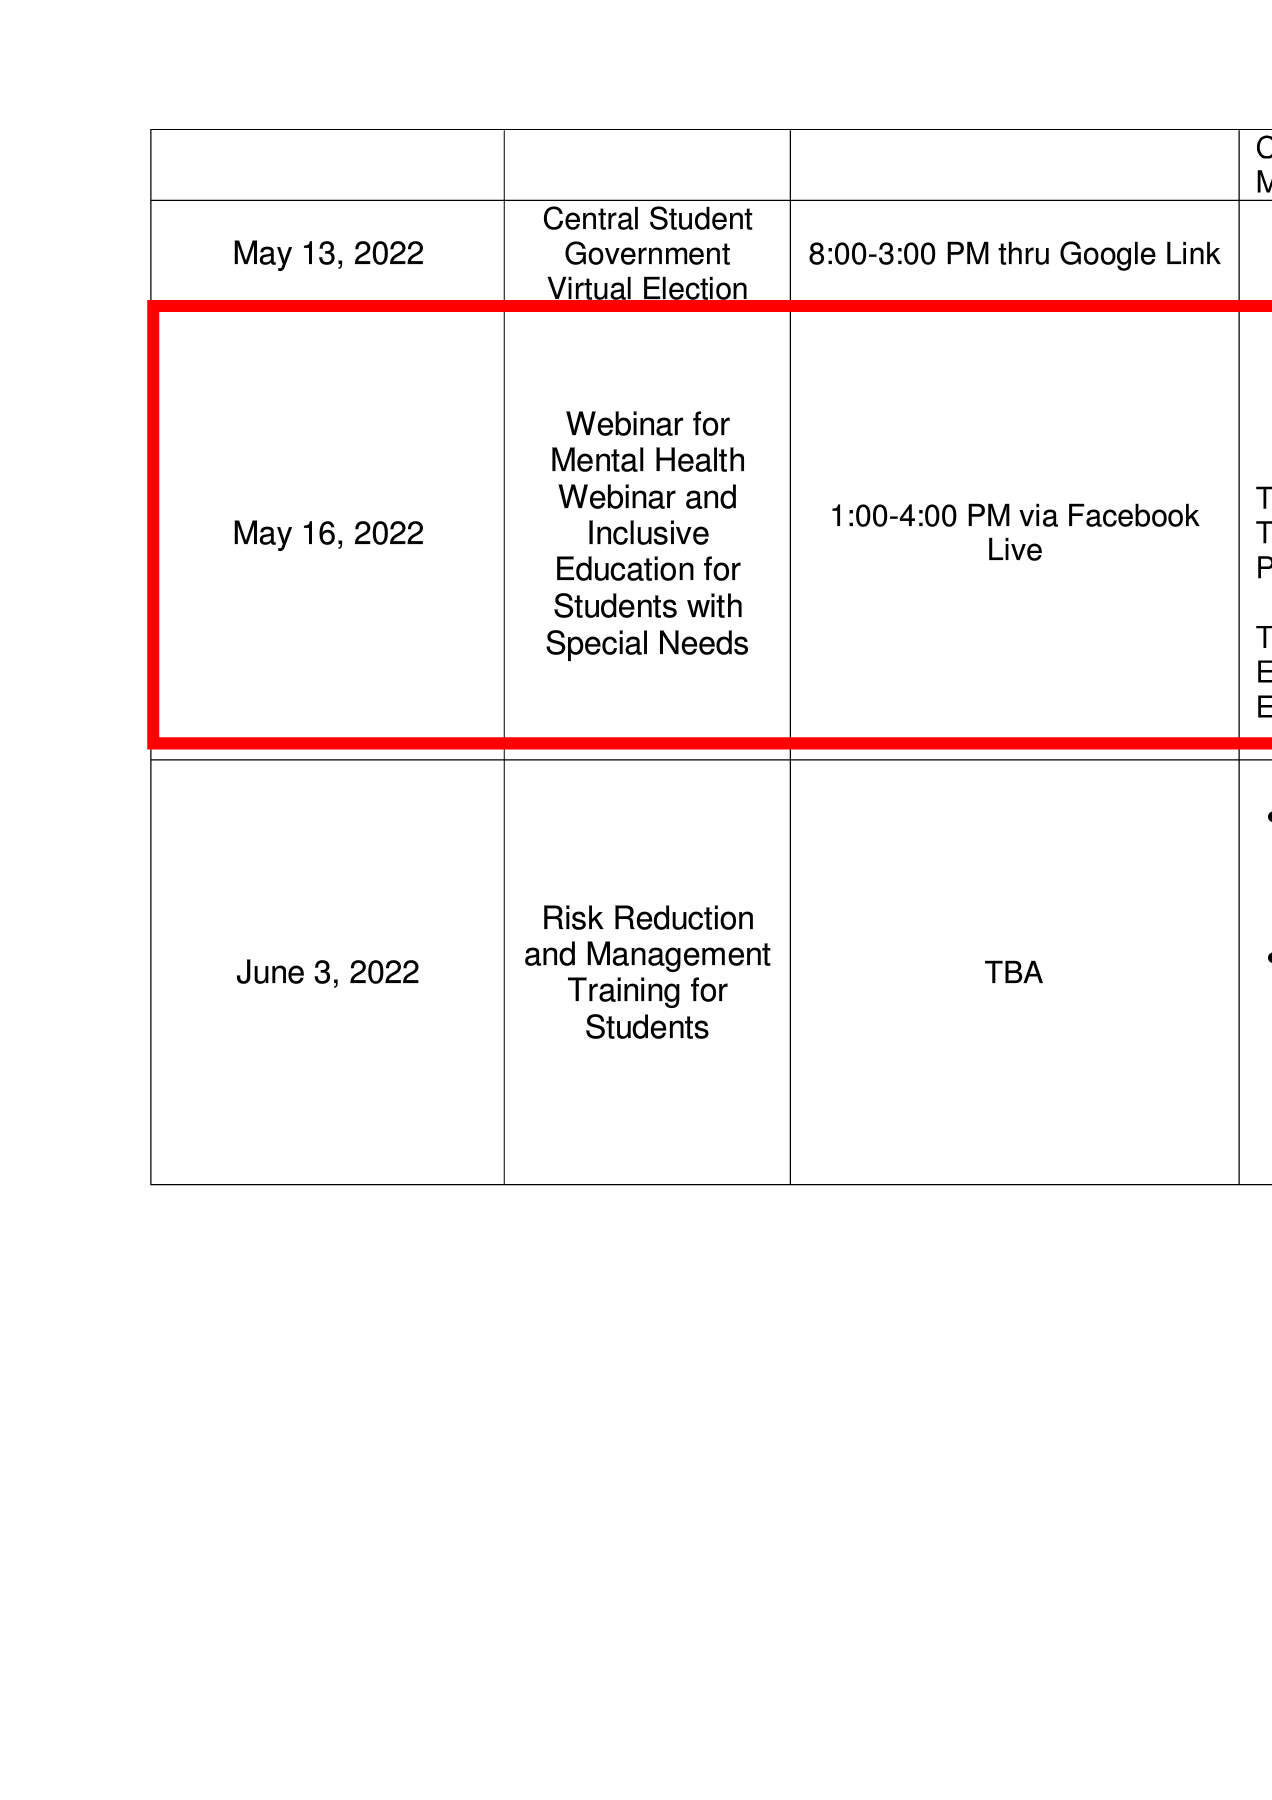 May 13, 2022
Central Student
Government
Virtual Election
8:00-3:00 PM thru Google Link
May 16, 2022
Webinar for
Mental Health
Webinar and
Inclusive
Education for
Students with
Special Needs
1:00-4:00 PM via Facebook
Live
June 3, 2022
Risk Reduction
and Management
Training for
Students
TBA